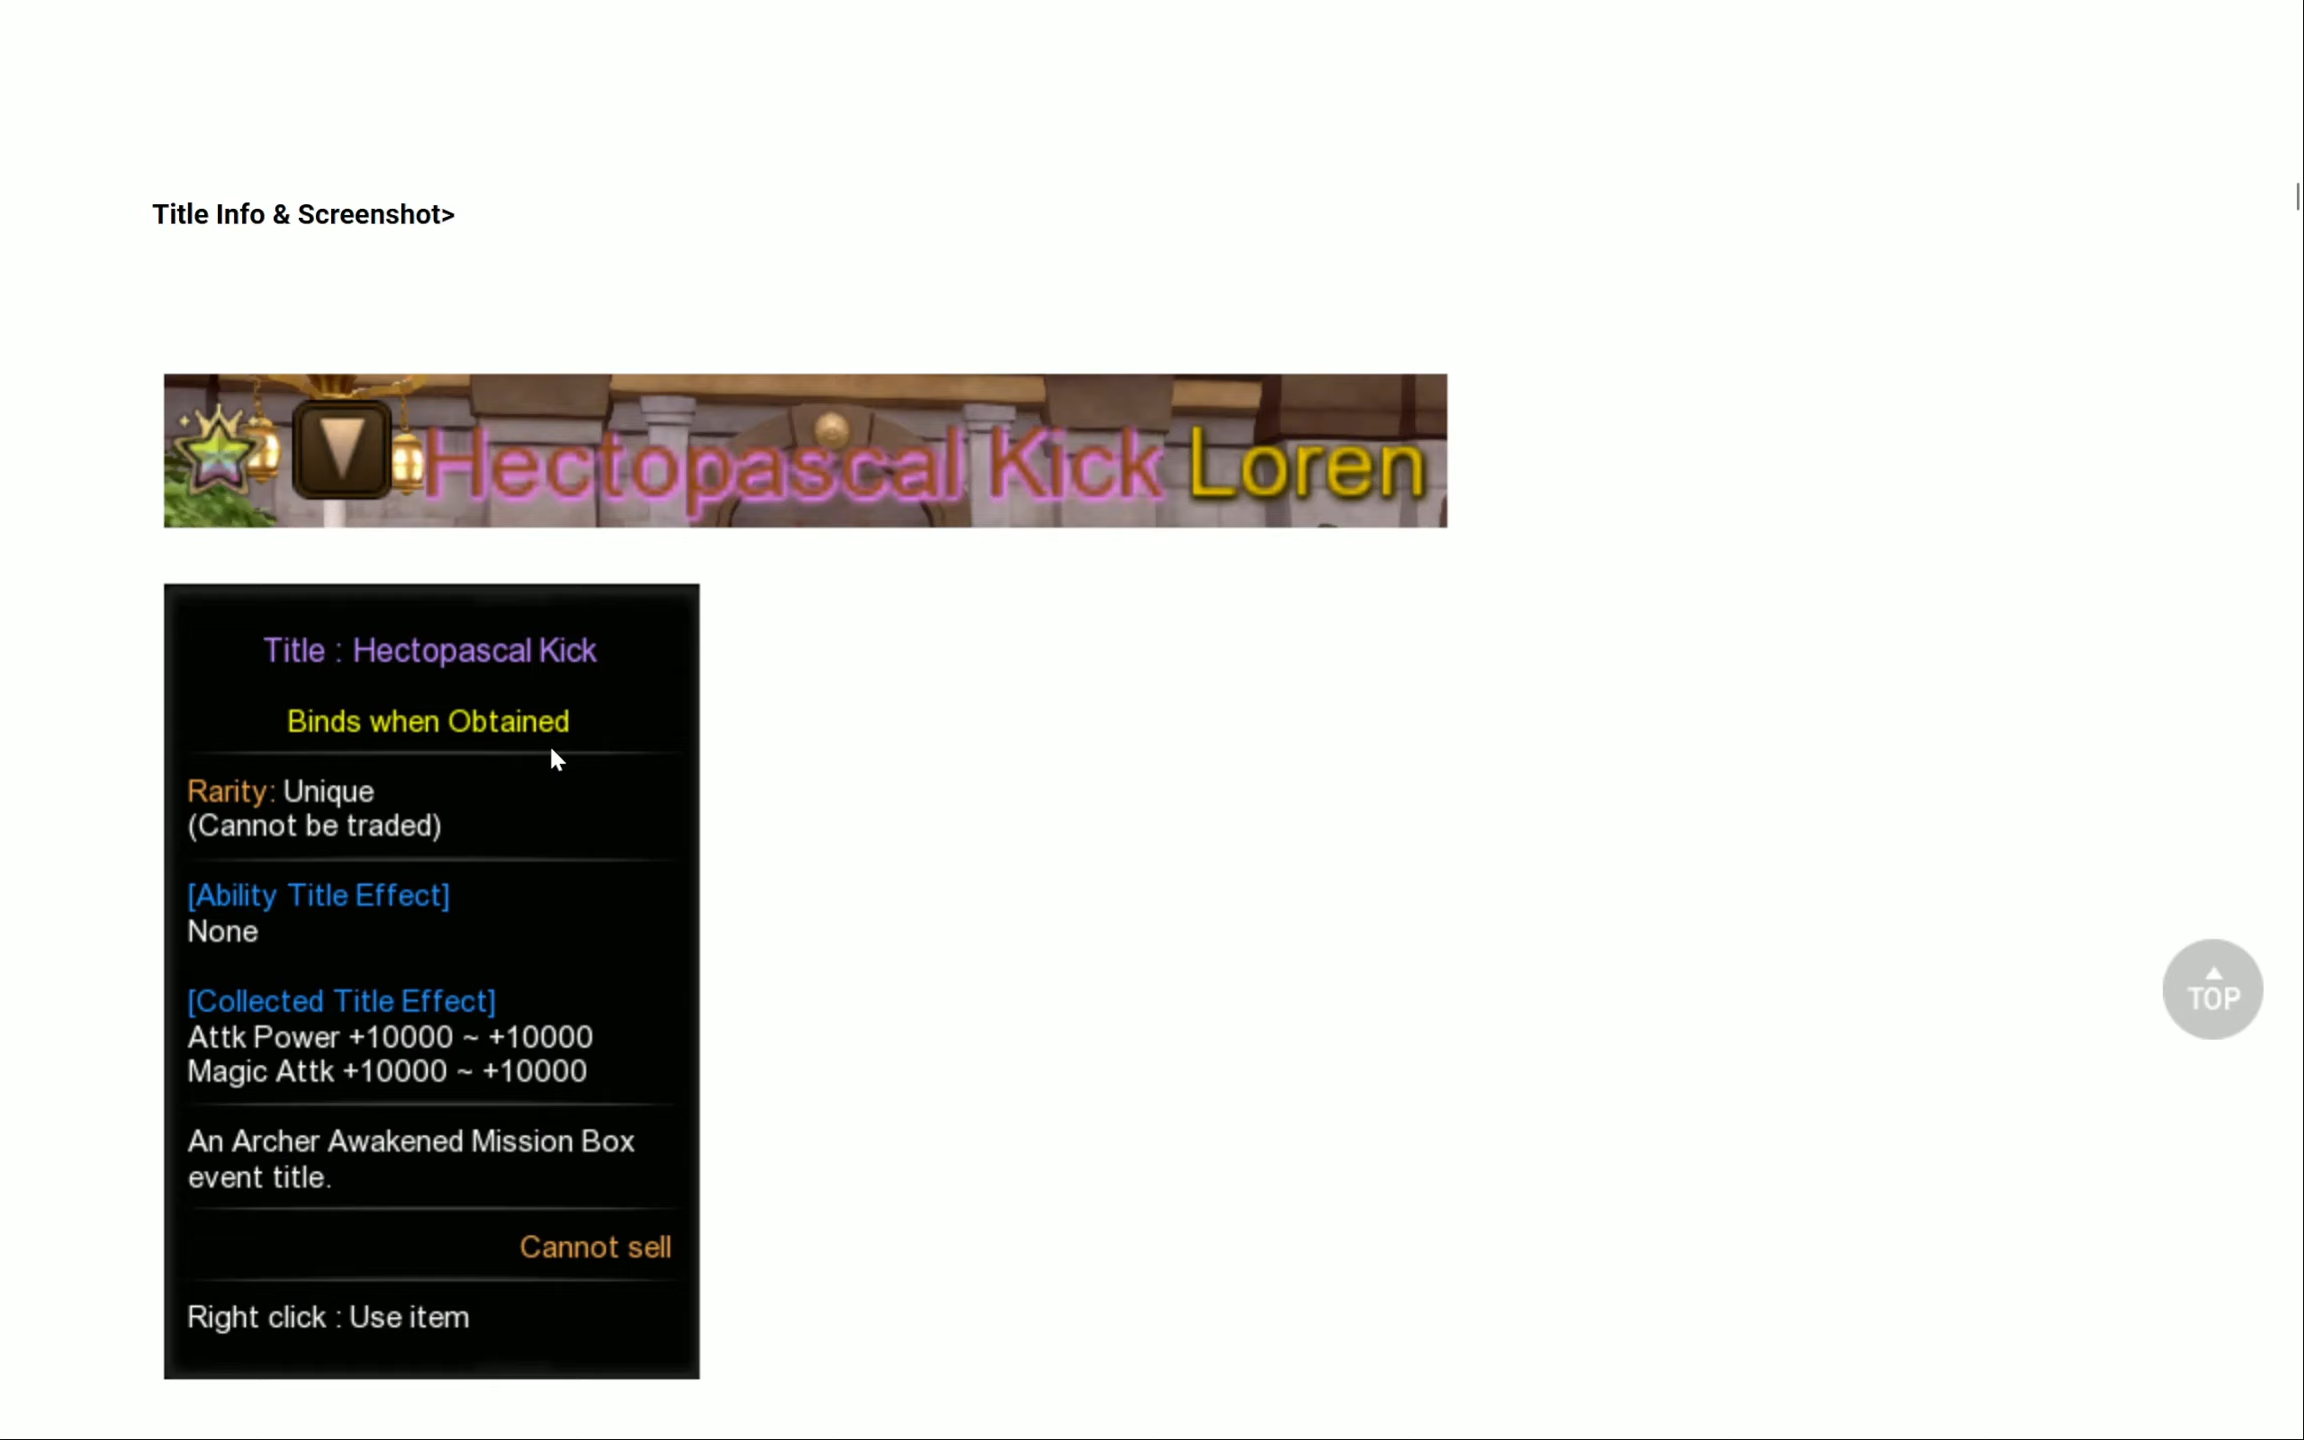 Title Info & Screenshot>
Hectopascal Kick Loren
Title : Hectopascal Kick
Binds when Obtained
Rarity: Unique
(Cannot be traded)
[Ability Title Effect]
None
[Collected Title Effect]
Attk Power +10000 ~ +10000
Magic Attk +10000 ~ +10000
An Archer Awakened Mission Box
event title.
Cannot sell
Right click : Use item
TOP